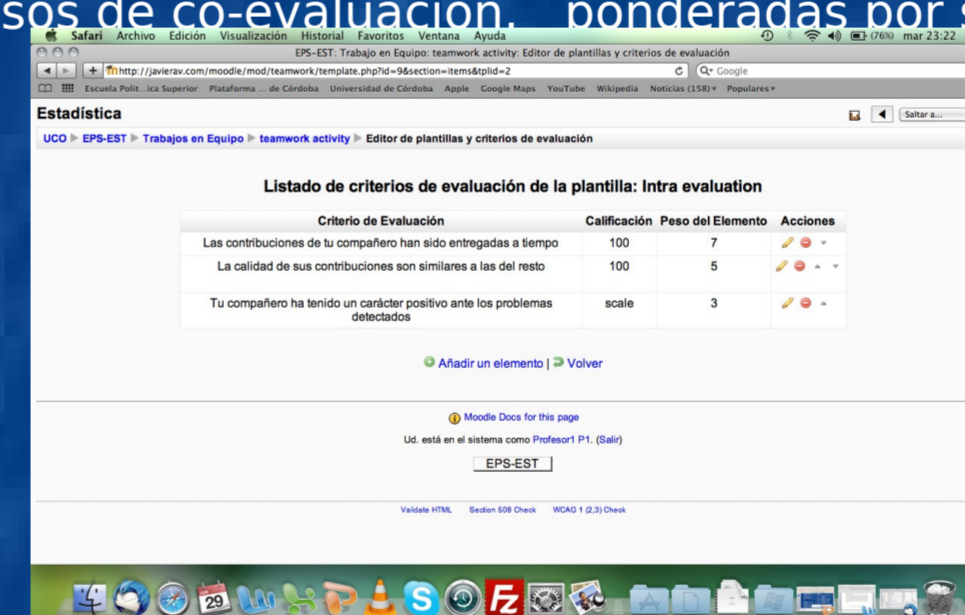 sos de co-evaluación. ponderadas por s
Safari Archivo Edición Visualización Historial Favoritos Ventana Ayuda (76%) mar 23:22
EPS-EST: Trabajo en Equipo: teamwork activity: Editor de plantillas y criterios de evaluación
http://javierav.com/moodle/mod/teamwork/template.php?id=9&section=items&tplid=2 Google
Escuela Polit...ica Superior Plataforma ... de Córdoba Universidad de Córdoba Apple Google Maps YouTube Wikipedia Noticias (158) Populares
Estadística Saltar a...
UCO EPS-EST Trabajos en Equipo teamwork activity Editor de plantillas y criterios de evaluación
Listado de criterios de evaluación de la plantilla: Intra evaluation
Criterio de Evaluación Calificación Peso del Elemento Acciones
Las contribuciones de tu compañero han sido entregadas a tiempo 100 7
La calidad de sus contribuciones son similares a las del resto 100 5
Tu compañero ha tenido un carácter positivo ante los problemas detectados scale 3
Añadir un elemento | Volver
Moodle Docs for this page
Ud. está en el sistema como Profesor1 P1. (Salir)
EPS-EST
Validate HTML Section 508 Check WCAG 1 (2,3) Check
29